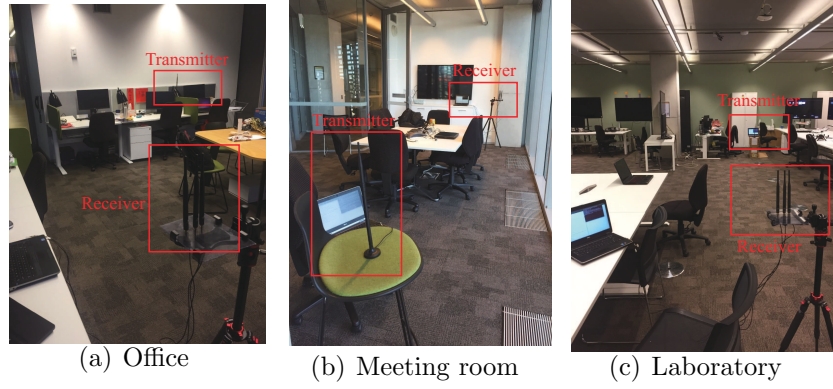 Transmitter
Receiver
(a) Office
Receiver
Transmitter
(b) Meeting room
Transmitter
Receiver
(c) Laboratory